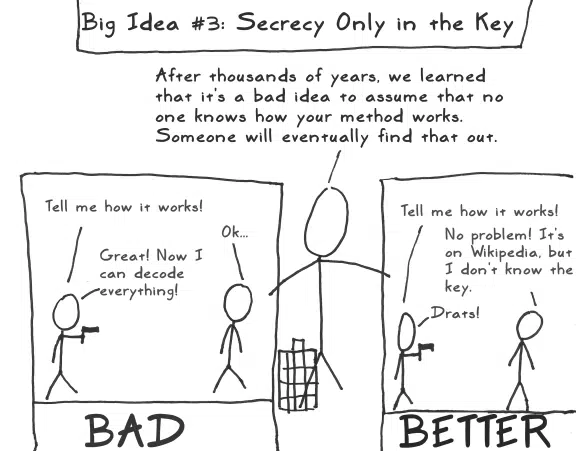 Big Idea #3: Secrecy Only in the Key
After thousands of years, we learned
that it's a bad idea to assume that no
one knows how your method works.
Someone will eventually find that out.
Tell me how it works!
Ok...
Great! Now I
can decode
everything!
BAD
Tell me how it works!
No problem! It's
on Wikipedia, but
I don't know the
key.
Drats!
BETTER